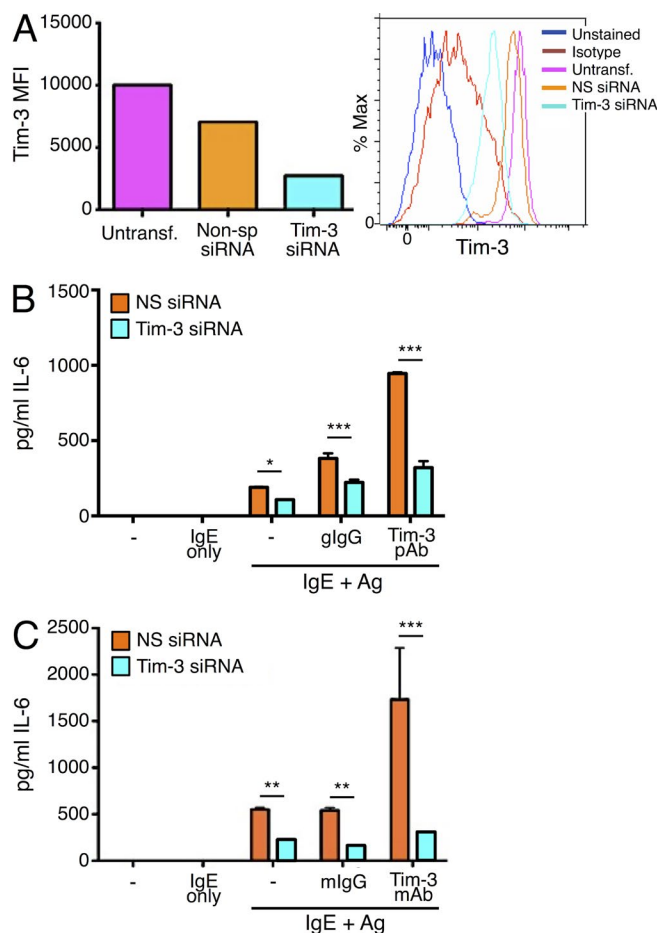 A
15000
10000
5000
0
Tim-3 MFI
Untransf.
Non-sp
siRNA
Tim-3
siRNA
% Max
0
0
Tim-3
Unstained
Isotype
Untransf.
NS siRNA
Tim-3 siRNA
B
1500
1000
500
0
pg/ml IL-6
NS siRNA
Tim-3 siRNA
*
***
***
-
IgE
only
-
gIgG
Tim-3
pAb
IgE + Ag
C
2500
2000
1500
1000
500
0
pg/ml IL-6
NS siRNA
Tim-3 siRNA
**
**
***
-
IgE
only
-
mIgG
Tim-3
mAb
IgE + Ag